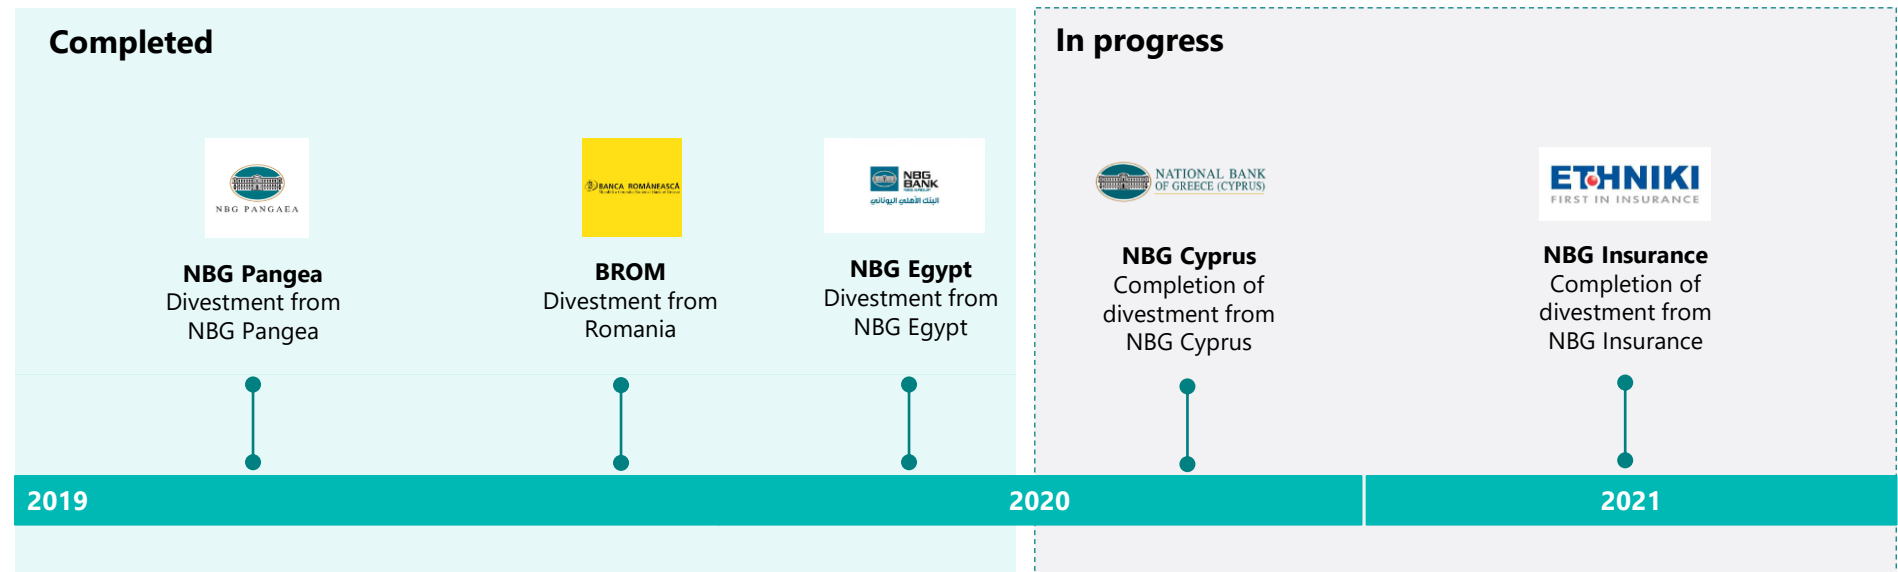 Completed
In progress
NBG PANGAEA
BANCA ROMÂNEASCĂ
NBG
BANK
NBG GROUP
البنك الأهلي اليوناني
NATIONAL BANK
OF GREECE (CYPRUS)
ETHNIKI
FIRST IN INSURANCE
NBG Pangea
Divestment from
NBG Pangea
BROM
Divestment from
Romania
NBG Egypt
Divestment from
NBG Egypt
NBG Cyprus
Completion of
divestment from
NBG Cyprus
NBG Insurance
Completion of
divestment from
NBG Insurance
2019
2020
2021